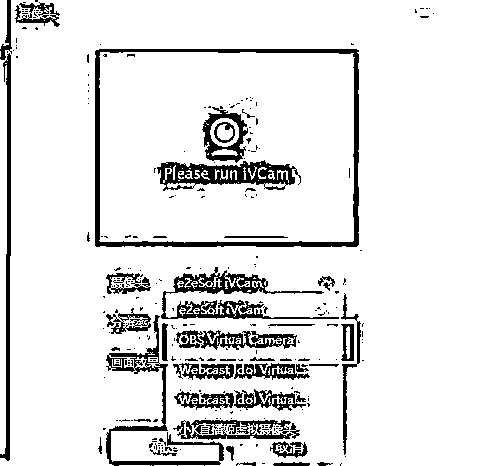 摄像头
Please run iVCam
摄像头
e2eSoft iVCam
e2eSoft iVCam
分辨率
OBS Virtual Camera
画面效果
Webcast Idol Virtual...
Webcast Idol Virtual...
小K直播姬虚拟摄像头
确定
取消